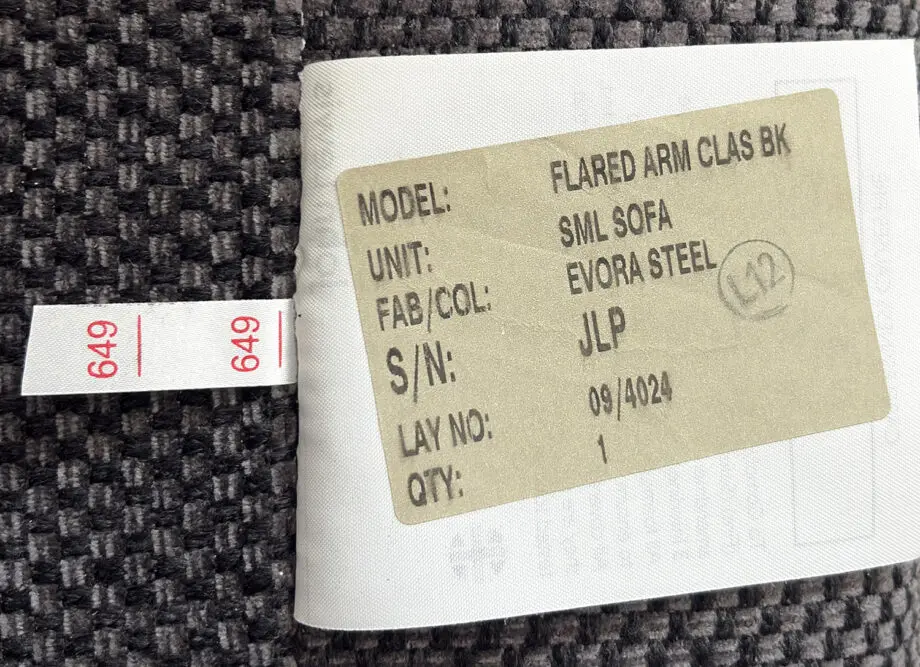 MODEL: FLARED ARM CLAS BK
UNIT: SML SOFA
FAB/COL: EVORA STEEL
L12
S/N: JLP
LAY NO: 09/4024
QTY: 1
649
649